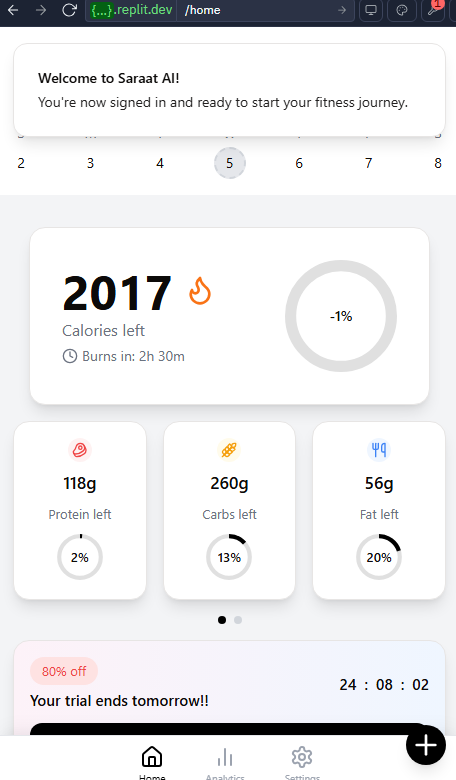 {...}.replit.dev /home
1
Welcome to Saraat AI!
You're now signed in and ready to start your fitness journey.
2 3 4 5 6 7 8
2017
Calories left
Burns in: 2h 30m
-1%
118g 260g 56g
Protein left Carbs left Fat left
2% 13% 20%
80% off
Your trial ends tomorrow!!
24 : 08 : 02
Home Analytics Settings